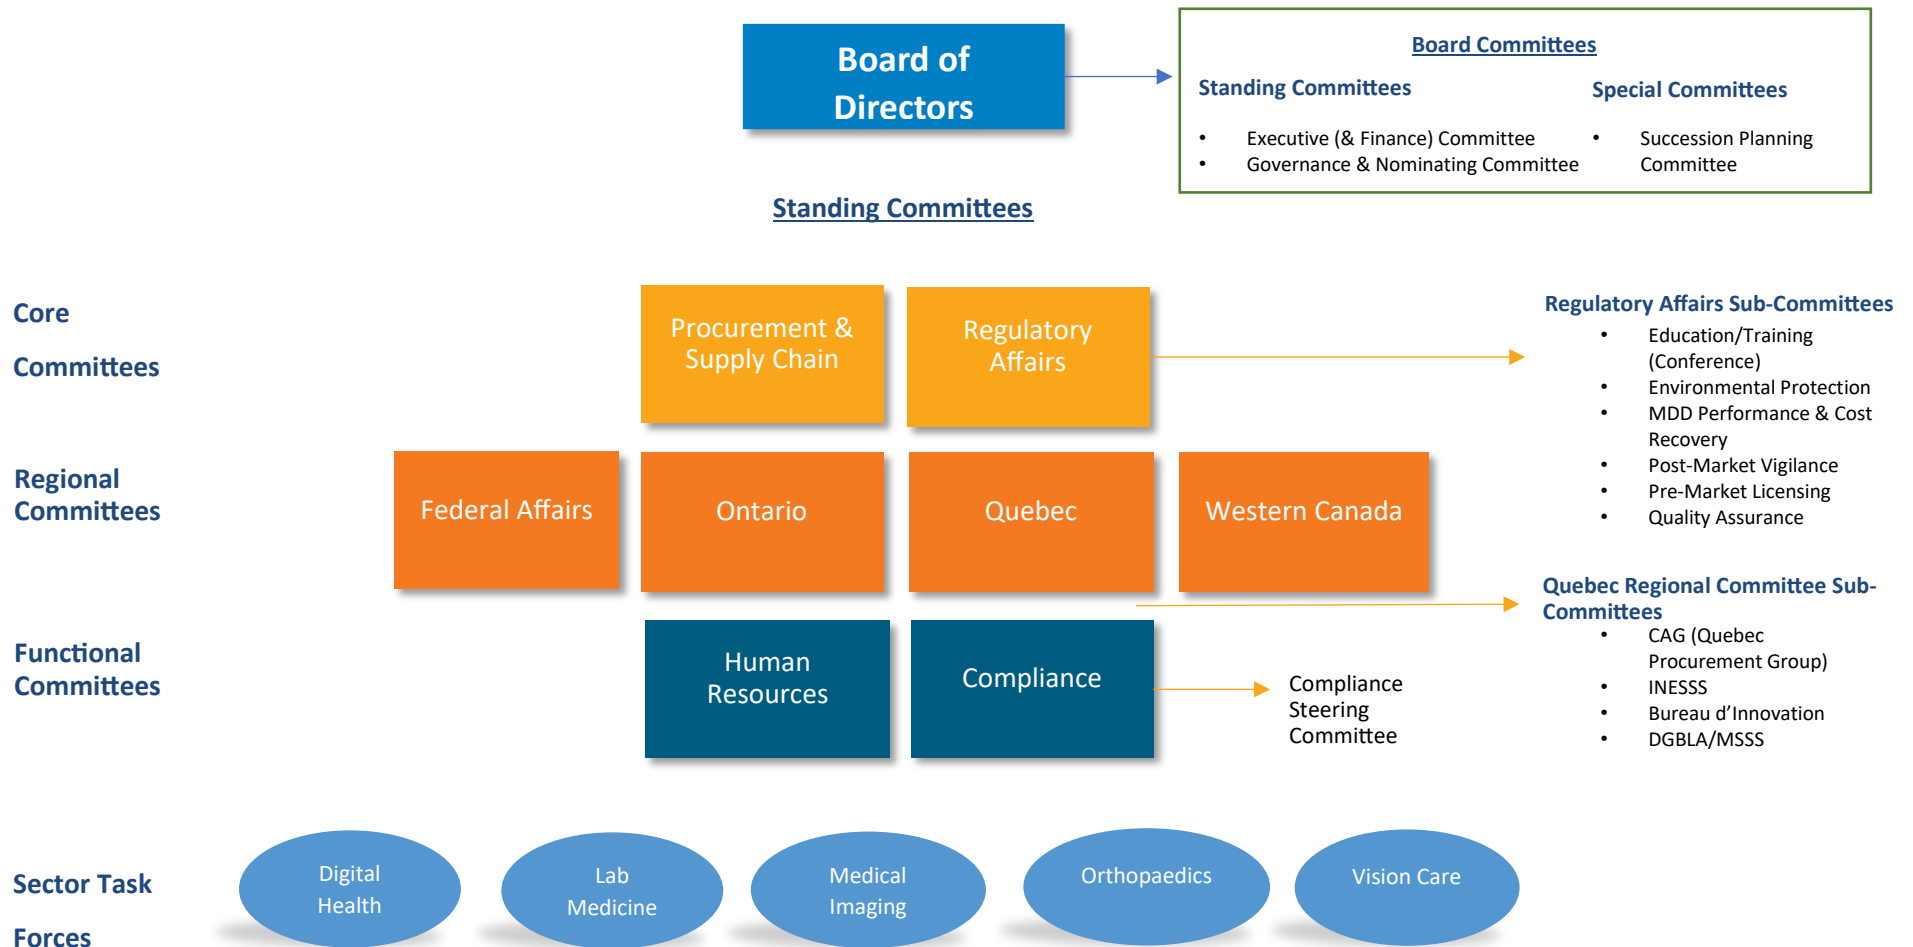 Board of
Directors
Board Committees
Standing Committees
Special Committees
• Executive (& Finance) Committee
• Governance & Nominating Committee
• Succession Planning
Committee
Standing Committees
Core
Committees
Procurement &
Supply Chain
Regulatory
Affairs
Regulatory Affairs Sub-Committees
• Education/Training
(Conference)
• Environmental Protection
• MDD Performance & Cost
Recovery
• Post-Market Vigilance
• Pre-Market Licensing
• Quality Assurance
Regional
Committees
Federal Affairs
Ontario
Quebec
Western Canada
Quebec Regional Committee Sub-
Committees
• CAG (Quebec
Procurement Group)
• INESSS
• Bureau d’Innovation
• DGBLA/MSSS
Functional
Committees
Human
Resources
Compliance
Compliance
Steering
Committee
Sector Task
Forces
Digital
Health
Lab
Medicine
Medical
Imaging
Orthopaedics
Vision Care